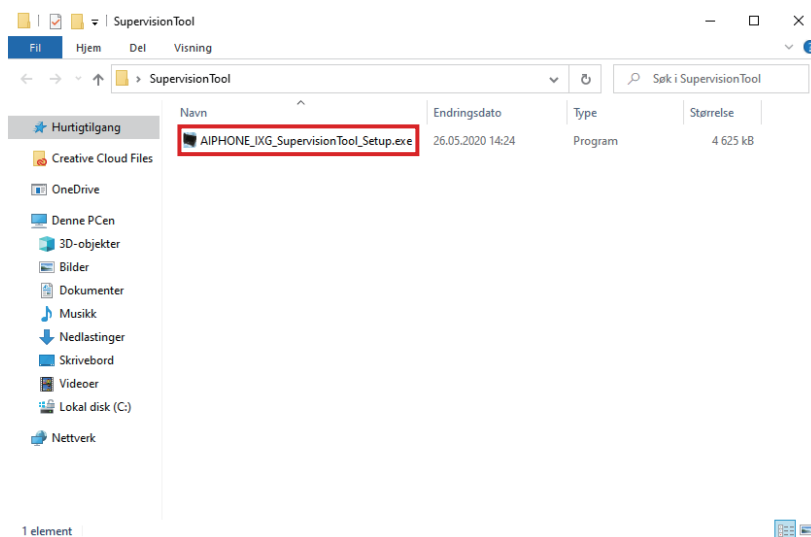 SupervisionTool
Fil Hjem Del Visning
SupervisionTool Søk i SupervisionTool
Navn Endringsdato Type Størrelse
AIPHONE_IXG_SupervisionTool_Setup.exe 26.05.2020 14:24 Program 4 625 kB
Hurtigtilgang
Creative Cloud Files
OneDrive
Denne PCen
3D-objekter
Bilder
Dokumenter
Musikk
Nedlastinger
Skrivebord
Videoer
Lokal disk (C:)
Nettverk
1 element